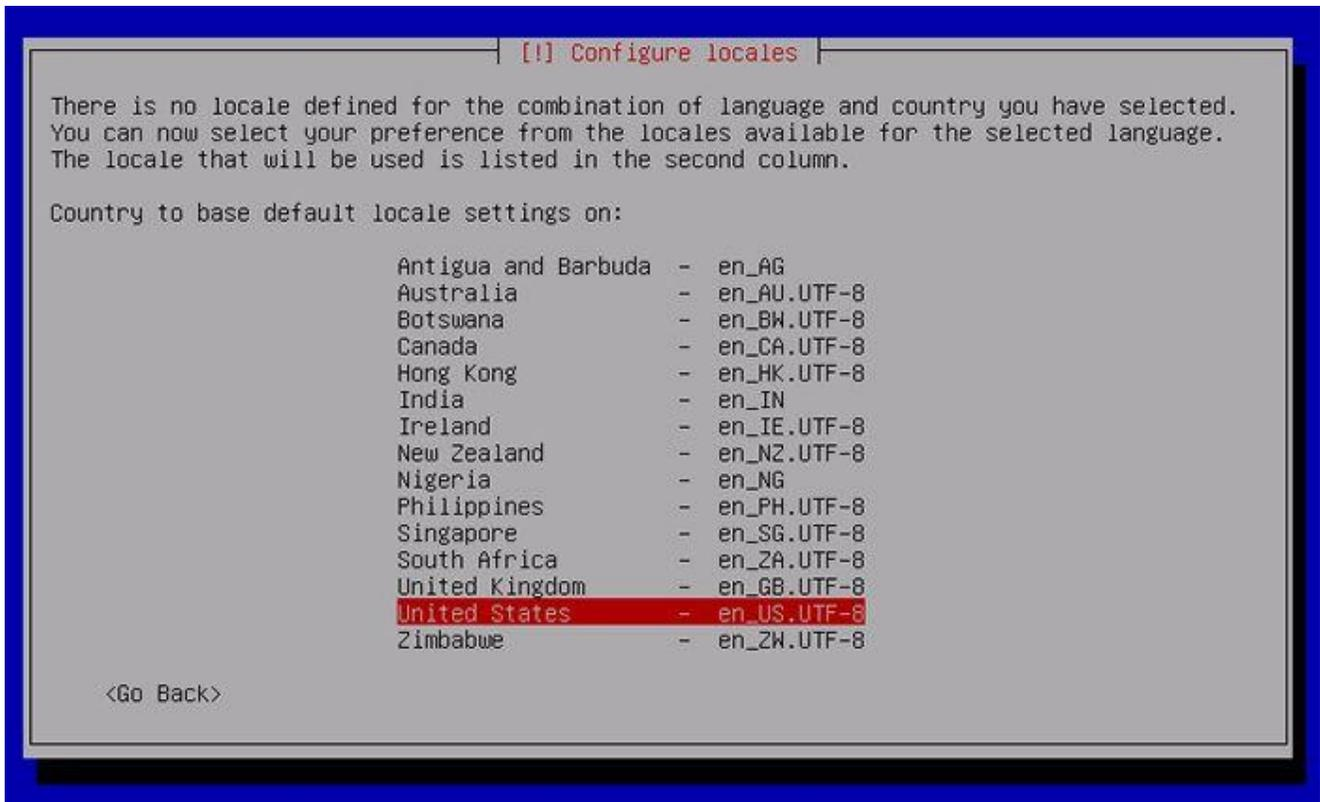 [!] Configure locales
There is no locale defined for the combination of language and country you have selected.
You can now select your preference from the locales available for the selected language.
The locale that will be used is listed in the second column.
Country to base default locale settings on:
Antigua and Barbuda - en_AG
Australia - en_AU.UTF-8
Botswana - en_BW.UTF-8
Canada - en_CA.UTF-8
Hong Kong - en_HK.UTF-8
India - en_IN
Ireland - en_IE.UTF-8
New Zealand - en_NZ.UTF-8
Nigeria - en_NG
Philippines - en_PH.UTF-8
Singapore - en_SG.UTF-8
South Africa - en_ZA.UTF-8
United Kingdom - en_GB.UTF-8
United States - en_US.UTF-8
Zimbabwe - en_ZW.UTF-8
<Go Back>